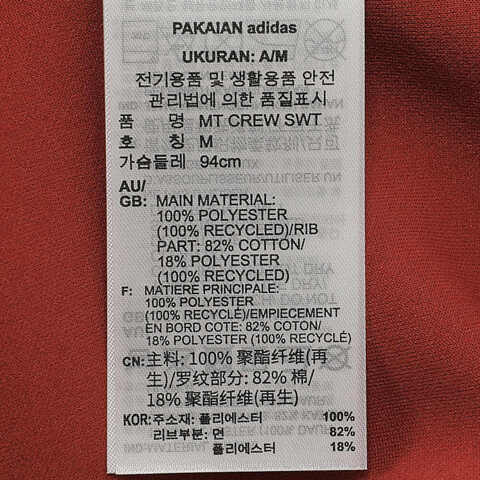 PAKAIAN adidas
UKURAN: A/M
전기용품 및 생활용품 안전
관리법에 의한 품질표시
품 명 MT CREW SWT
호 칭 M
가슴둘레 94cm
AU/
GB: MAIN MATERIAL:
100% POLYESTER
(100% RECYCLED)/RIB
PART: 82% COTTON/
18% POLYESTER
(100% RECYCLED)
F: MATIERE PRINCIPALE:
100% POLYESTER
(100% RECYCLÉ)/EMPIECEMENT
EN BORD COTE: 82% COTON/
18% POLYESTER (100% RECYCLÉ)
CN: 主料: 100% 聚酯纤维(再
生)/罗纹部分: 82% 棉/
18% 聚酯纤维(再生)
KOR: 주소재: 폴리에스터 100%
리브부분: 면 82%
폴리에스터 18%